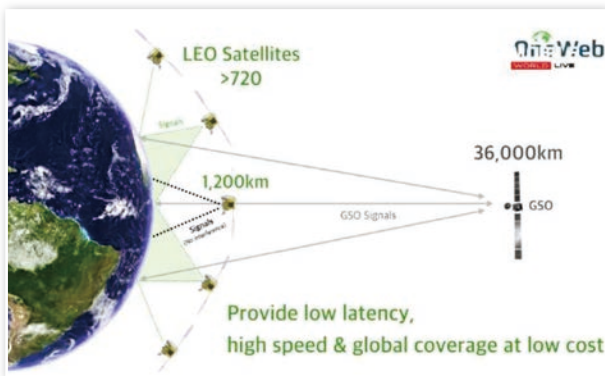 LEO Satellites
>720
OneWeb
WORLD LIVE
Signals
36,000km
1,200km
GSO
GSO Signals
Signals
(No interference)
Provide low latency,
high speed & global coverage at low cost